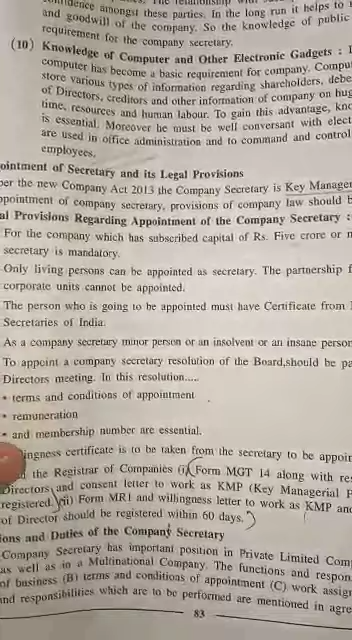 confidence amongst these parties. In the long run it helps to
and goodwill of the company. So the knowledge of public
requirement for the company secretary.
(10) Knowledge of Computer and Other Electronic Gadgets :
computer has become a basic requirement for company. Compu
store various types of information regarding shareholders, debe
of Directors, creditors and other information of company on hug
time, resources and human labour. To gain this advantage, kno
is essential. Moreover he must be well conversant with elect
are used in office administration and to command and control
employees.
ointment of Secretary and its Legal Provisions
per the new Company Act 2013 the Company Secretary is Key Manager
ppointment of company secretary, provisions of company law should b
al Provisions Regarding Appointment of the Company Secretary :
For the company which has subscribed capital of Rs. Five crore or m
secretary is mandatory.
Only living persons can be appointed as secretary. The partnership f
corporate units cannot be appointed.
The person who is going to be appointed must have Certificate from
Secretaries of India.
As a company secretary minor person or an insolvent or an insane person
To appoint a company secretary resolution of the Board,should be pa
Directors meeting. In this resolution.....
• terms and conditions of appointment
• remuneration
• and membership number are essential.
ingness certificate is to be taken from the secretary to be appoin
the Registrar of Companies (i) Form MGT 14 along with res
Directors and consent letter to work as KMP (Key Managerial P
registered. (ii) Form MR1 and willingness letter to work as KMP and
of Director should be registered within 60 days.
ions and Duties of the Company Secretary
Company Secretary has important position in Private Limited Com
as well as in a Multinational Company. The functions and respon
of business (B) terms and conditions of appointment (C) work assign
and responsibilities which are to be performed are mentioned in agre
83